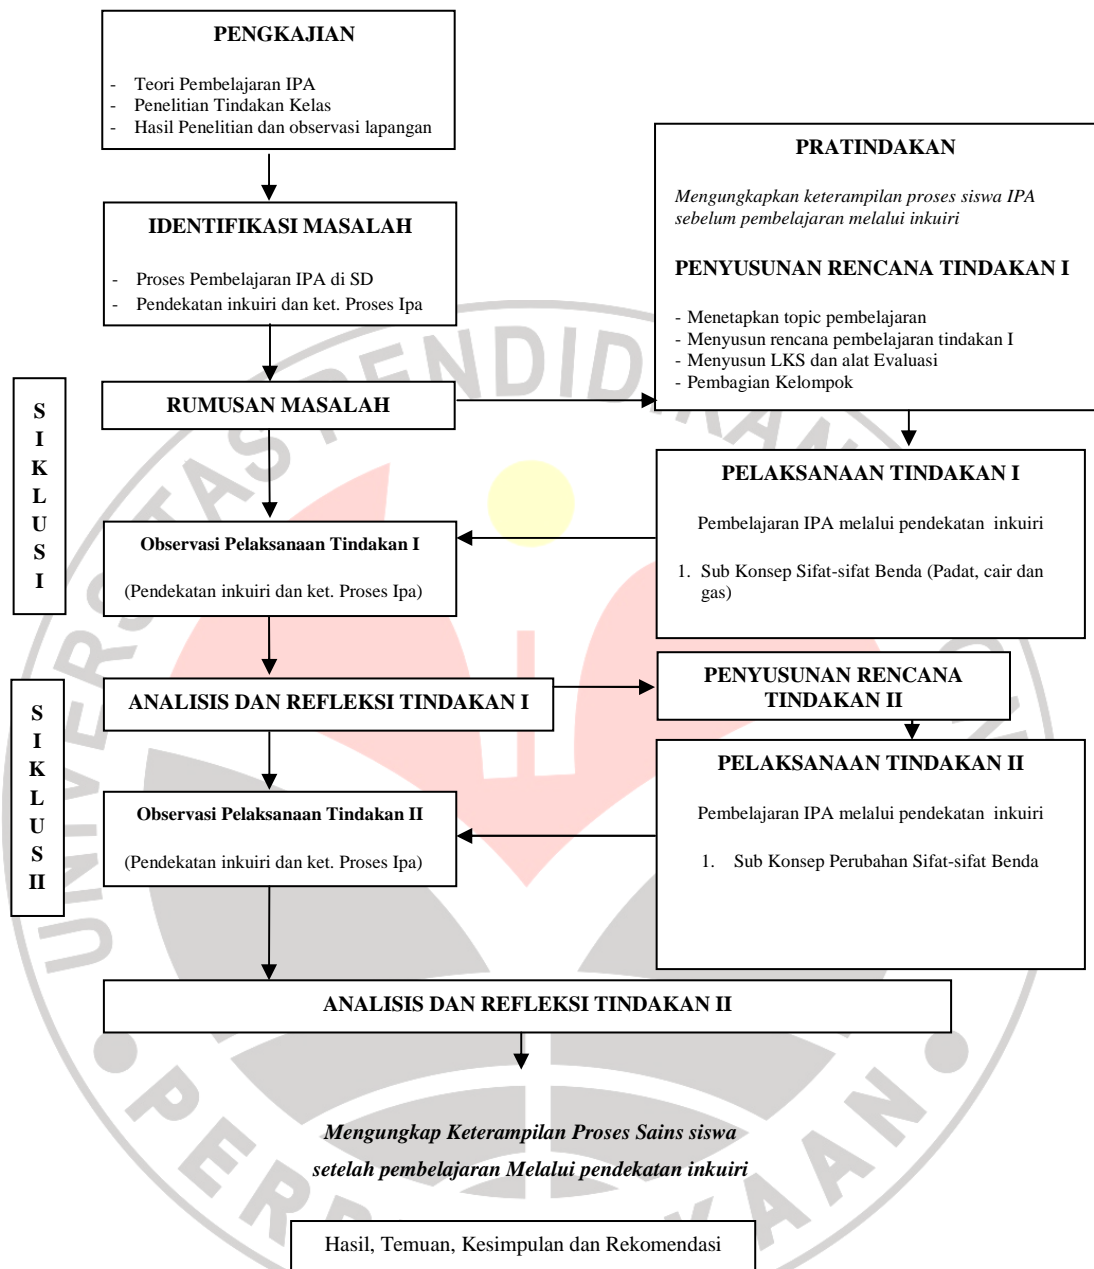 PENGKAJIAN
- Teori Pembelajaran IPA
- Penelitian Tindakan Kelas
- Hasil Penelitian dan observasi lapangan
IDENTIFIKASI MASALAH
- Proses Pembelajaran IPA di SD
- Pendekatan inkuiri dan ket. Proses Ipa
PRATINDAKAN
Mengungkapkan keterampilan proses siswa IPA
sebelum pembelajaran melalui inkuiri
PENYUSUNAN RENCANA TINDAKAN I
- Menetapkan topic pembelajaran
- Menyusun rencana pembelajaran tindakan I
- Menyusun LKS dan alat Evaluasi
- Pembagian Kelompok
S
I
K
L
U
S
I
RUMUSAN MASALAH
PELAKSANAAN TINDAKAN I
Pembelajaran IPA melalui pendekatan inkuiri
1. Sub Konsep Sifat-sifat Benda (Padat, cair dan
gas)
Observasi Pelaksanaan Tindakan I
(Pendekatan inkuiri dan ket. Proses Ipa)
S
I
K
L
U
S
II
ANALISIS DAN REFLEKSI TINDAKAN I
PENYUSUNAN RENCANA
TINDAKAN II
PELAKSANAAN TINDAKAN II
Pembelajaran IPA melalui pendekatan inkuiri
1. Sub Konsep Perubahan Sifat-sifat Benda
Observasi Pelaksanaan Tindakan II
(Pendekatan inkuiri dan ket. Proses Ipa)
ANALISIS DAN REFLEKSI TINDAKAN II
Mengungkap Keterampilan Proses Sains siswa
setelah pembelajaran Melalui pendekatan inkuiri
Hasil, Temuan, Kesimpulan dan Rekomendasi
UNIVERSITAS PENDIDIKAN